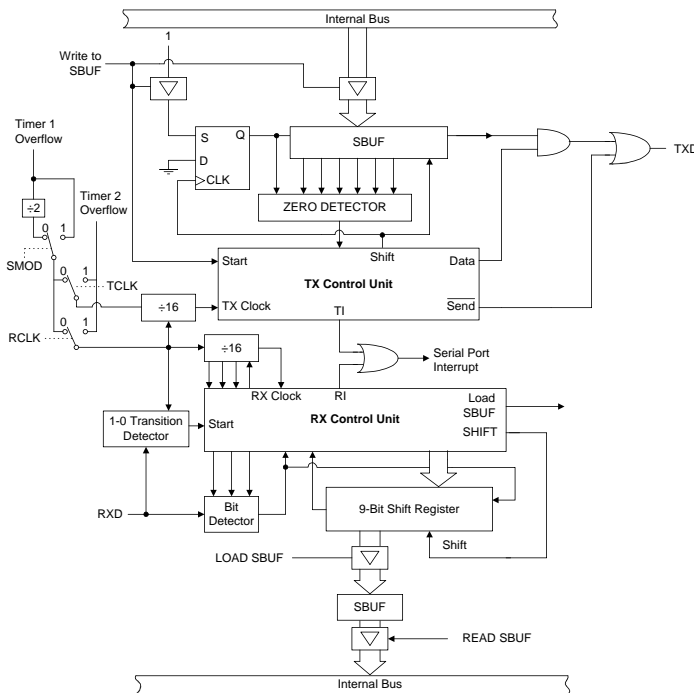 Internal Bus
1
Write to
SBUF
S
Q
D
CLK
SBUF
TXD
Timer 1
Overflow
÷2
0
1
Timer 2
Overflow
ZERO DETECTOR
SMOD
0
1
TCLK
Shift
Start
Data
TX Control Unit
÷16
TX Clock
TI
Send
RCLK
0
1
÷16
Serial Port
Interrupt
RX Clock
RI
Load
SBUF
1-0 Transition
Detector
Start
RX Control Unit
SHIFT
RXD
Bit
Detector
9-Bit Shift Register
Shift
LOAD SBUF
SBUF
READ SBUF
Internal Bus